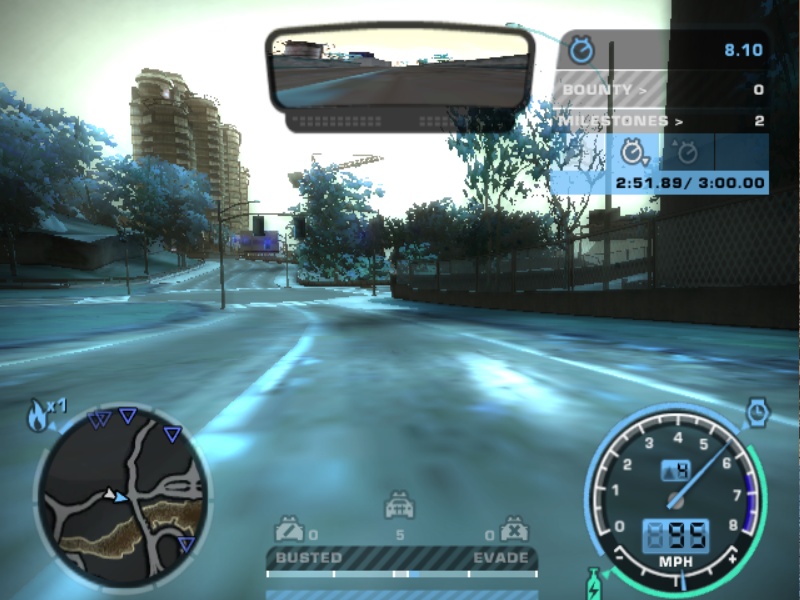 8.10
BOUNTY > 0
MILESTONES > 2
2:51.89/ 3:00.00
x1
0 5 0
BUSTED EVADE
0 1 2 3 4 5 6 7 8
4
95
MPH